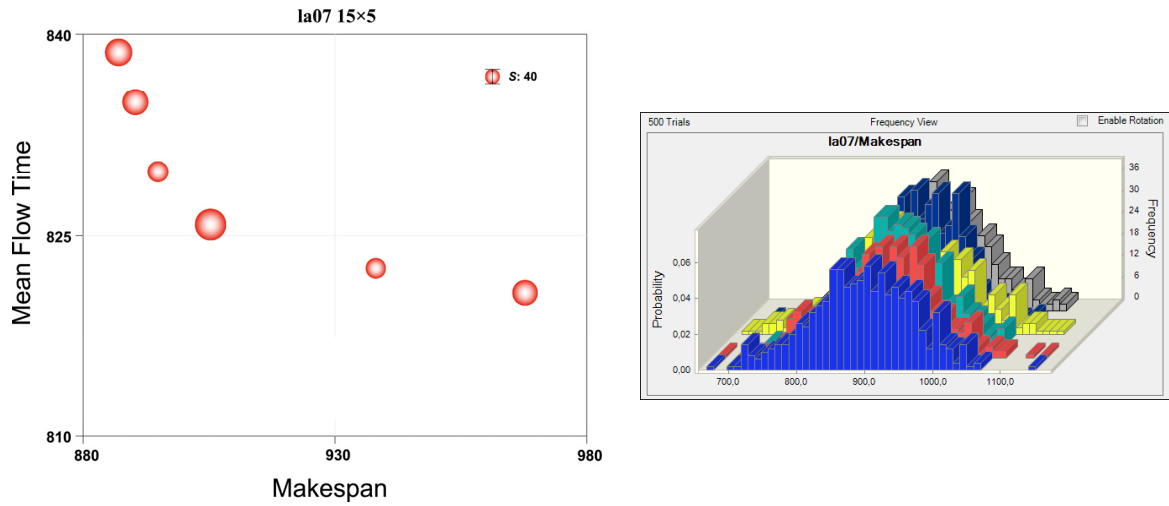 la07 15×5
840
825
810
Mean Flow Time
S: 40
880
930
980
Makespan
500 Trials
Frequency View
Enable Rotation
la07/Makespan
0,06
0,04
0,02
0,00
Probability
36
30
24
18
12
6
0
Frequency
700,0
800,0
900,0
1000,0
1100,0